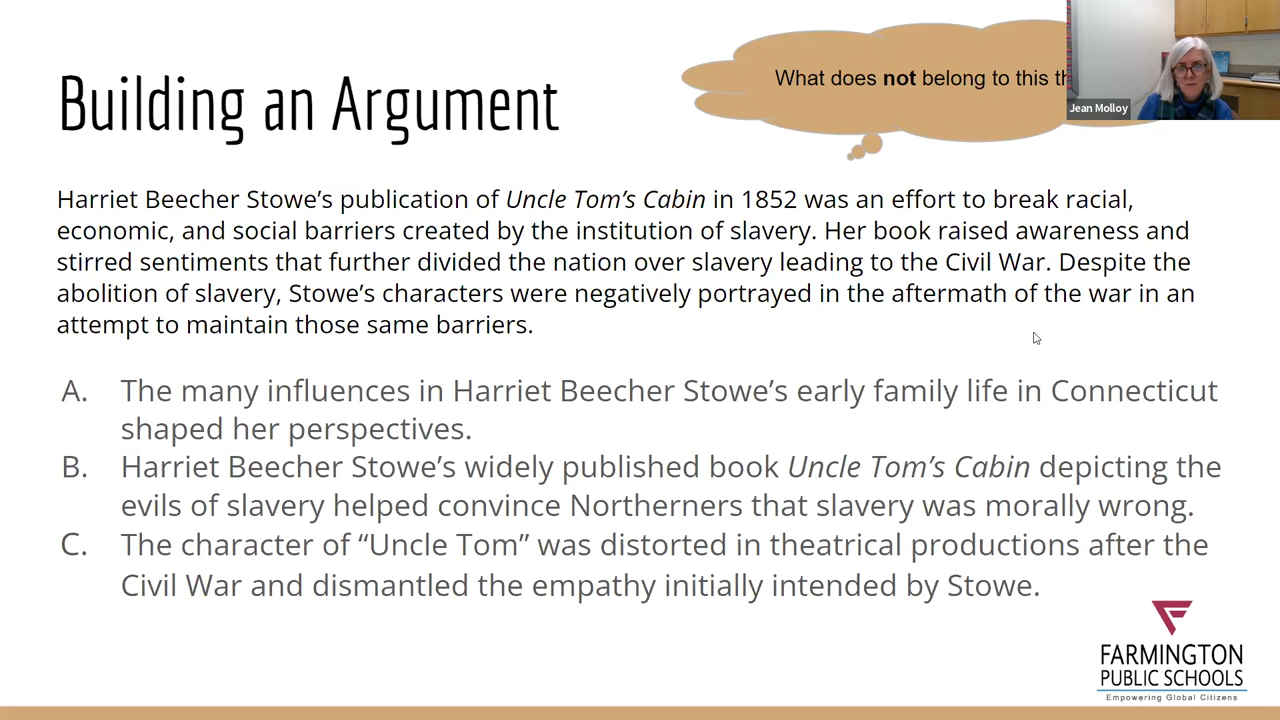 What does not belong to this th
Jean Molloy
Building an Argument
Harriet Beecher Stowe’s publication of Uncle Tom’s Cabin in 1852 was an effort to break racial,
economic, and social barriers created by the institution of slavery. Her book raised awareness and
stirred sentiments that further divided the nation over slavery leading to the Civil War. Despite the
abolition of slavery, Stowe’s characters were negatively portrayed in the aftermath of the war in an
attempt to maintain those same barriers.
A. The many influences in Harriet Beecher Stowe’s early family life in Connecticut
shaped her perspectives.
B. Harriet Beecher Stowe’s widely published book Uncle Tom’s Cabin depicting the
evils of slavery helped convince Northerners that slavery was morally wrong.
C. The character of “Uncle Tom” was distorted in theatrical productions after the
Civil War and dismantled the empathy initially intended by Stowe.
FARMINGTON
PUBLIC SCHOOLS
Empowering Global Citizens